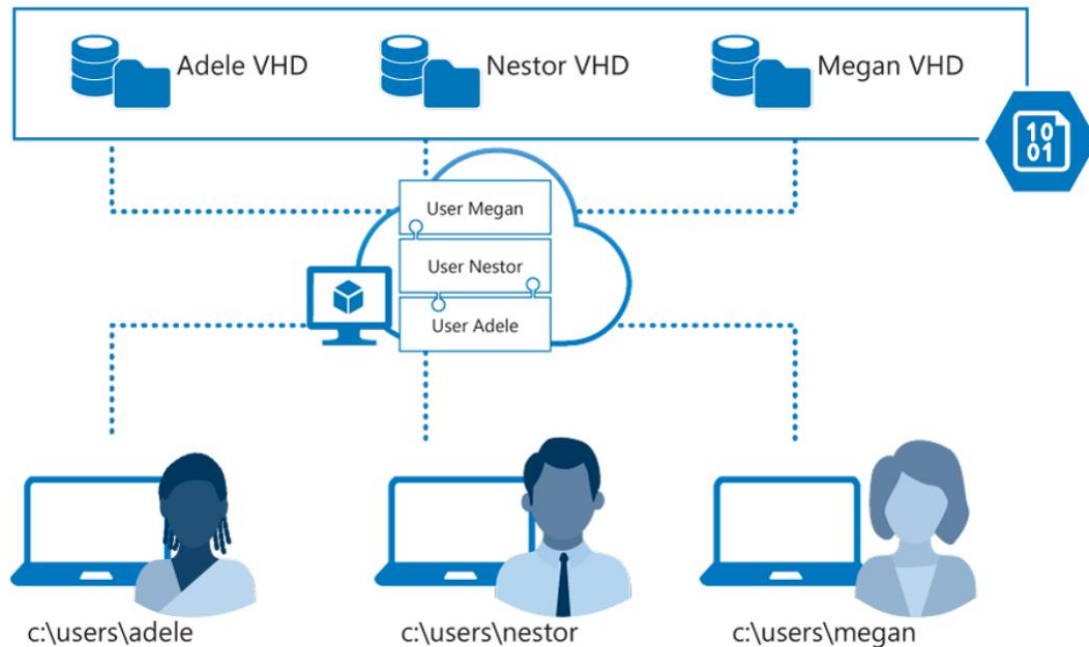 Adele VHD
Nestor VHD
Megan VHD
10
01
User Megan
User Nestor
User Adele
c:\users\adele
c:\users\nestor
c:\users\megan